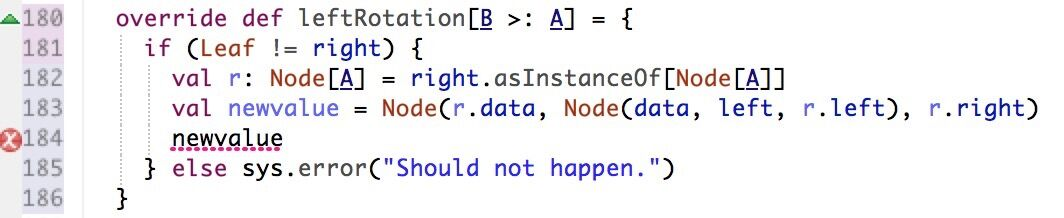 180 override def leftRotation[B >: A] = {
181 if (Leaf != right) {
182 val r: Node[A] = right.asInstanceOf[Node[A]]
183 val newvalue = Node(r.data, Node(data, left, r.left), r.right)
184 newvalue
185 } else sys.error("Should not happen.")
186 }